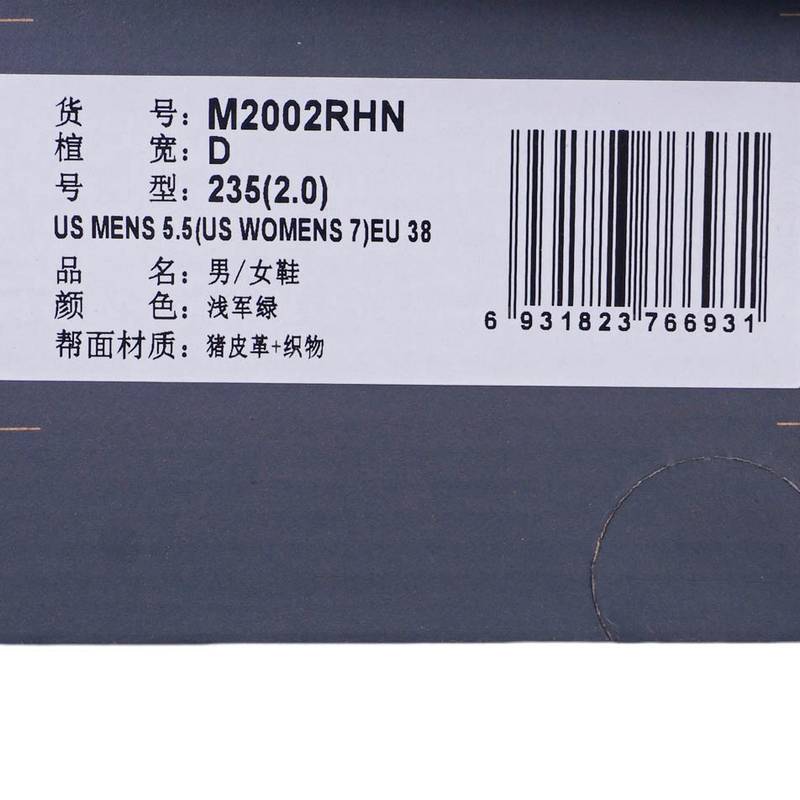 货 号：M2002RHN
楦 宽：D
号 型：235(2.0)
US MENS 5.5(US WOMENS 7)EU 38
品 名：男/女鞋
颜 色：浅军绿
帮面材质：猪皮革+织物
6 931823 766931